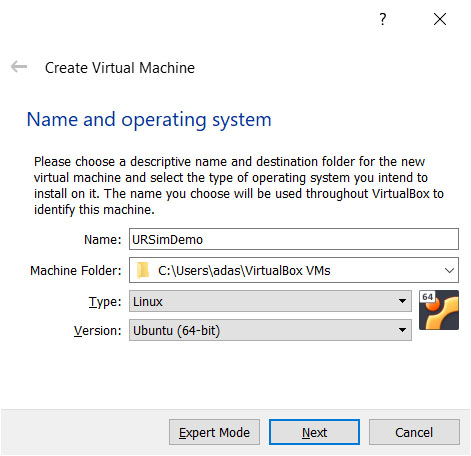 ?
Create Virtual Machine
Name and operating system
Please choose a descriptive name and destination folder for the new
virtual machine and select the type of operating system you intend to
install on it. The name you choose will be used throughout VirtualBox to
identify this machine.
Name: URSimDemo
Machine Folder: C:\Users\adas\VirtualBox VMs
Type: Linux
64
Version: Ubuntu (64-bit)
Expert Mode Next Cancel